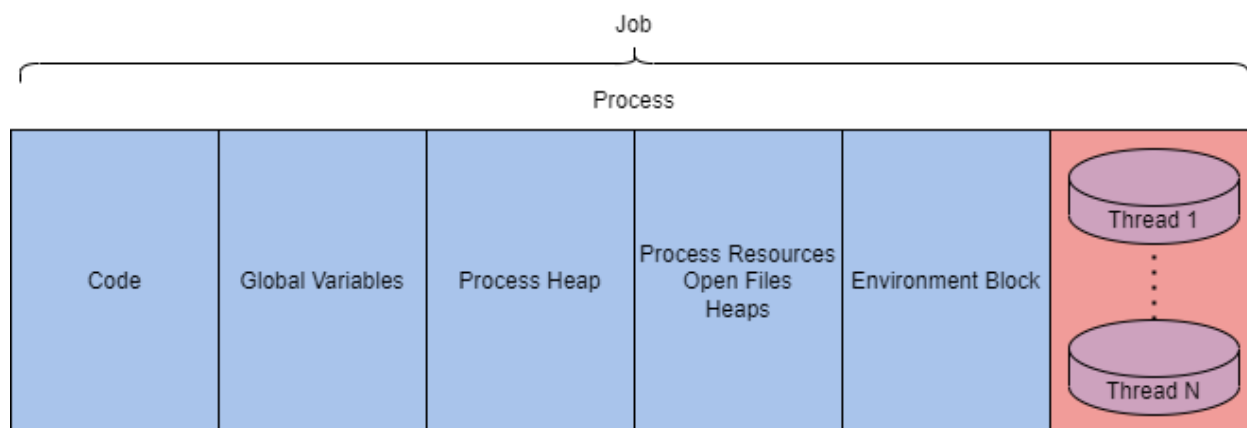 Job
Process
Code
Global Variables
Process Heap
Process Resources
Open Files
Heaps
Environment Block
Thread 1
Thread N